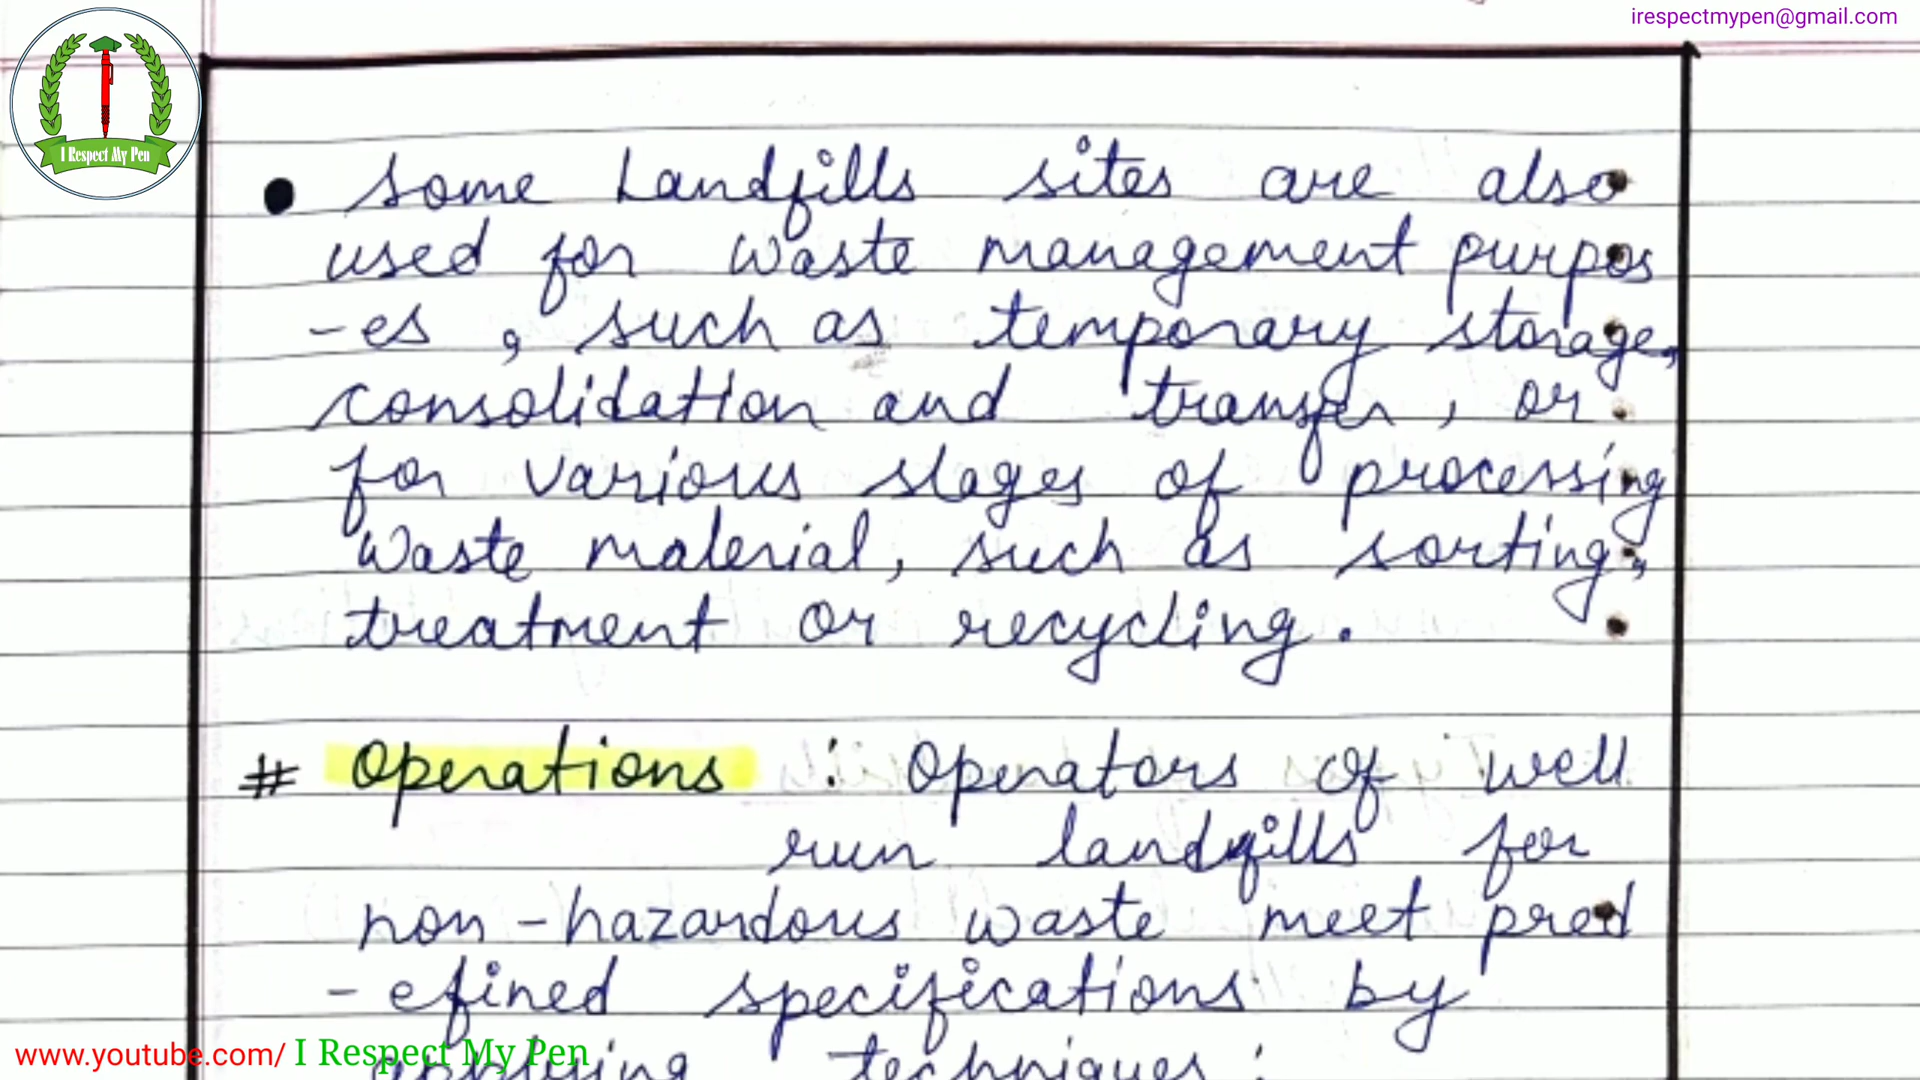 irespectmypen@gmail.com
I Respect My Pen
• Some Landfills sites are also
used for waste management purpos
-es , such as temporary storage,
consolidation and transfer, or
for various stages of processing
waste material, such as sorting,
treatment or recycling.
# Operations : Operators of well
run landfills for
non-hazardous waste meet pred
-efined specifications by
applying techniques :
www.youtube.com/ I Respect My Pen